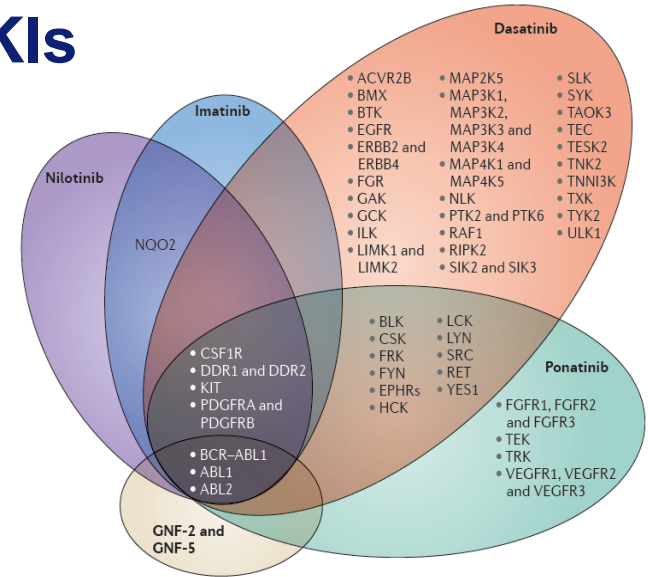 KIs
Dasatinib
• ACVR2B
• BMX
• BTK
• EGFR
• ERBB2 and
ERBB4
• FGR
• GAK
• GCK
• ILK
• LIMK1 and
LIMK2
• MAP2K5
• MAP3K1,
MAP3K2,
MAP3K3 and
MAP3K4
• MAP4K1 and
MAP4K5
• NLK
• PTK2 and PTK6
• RAF1
• RIPK2
• SIK2 and SIK3
• SLK
• SYK
• TAOK3
• TEC
• TESK2
• TNK2
• TNNI3K
• TXK
• TYK2
• ULK1
Imatinib
Nilotinib
NQO2
• CSF1R
• DDR1 and DDR2
• KIT
• PDGFRA and
PDGFRB
• BCR–ABL1
• ABL1
• ABL2
• BLK
• CSK
• FRK
• FYN
• EPHRs
• HCK
• LCK
• LYN
• SRC
• RET
• YES1
Ponatinib
• FGFR1, FGFR2
and FGFR3
• TEK
• TRK
• VEGFR1, VEGFR2
and VEGFR3
GNF-2 and
GNF-5